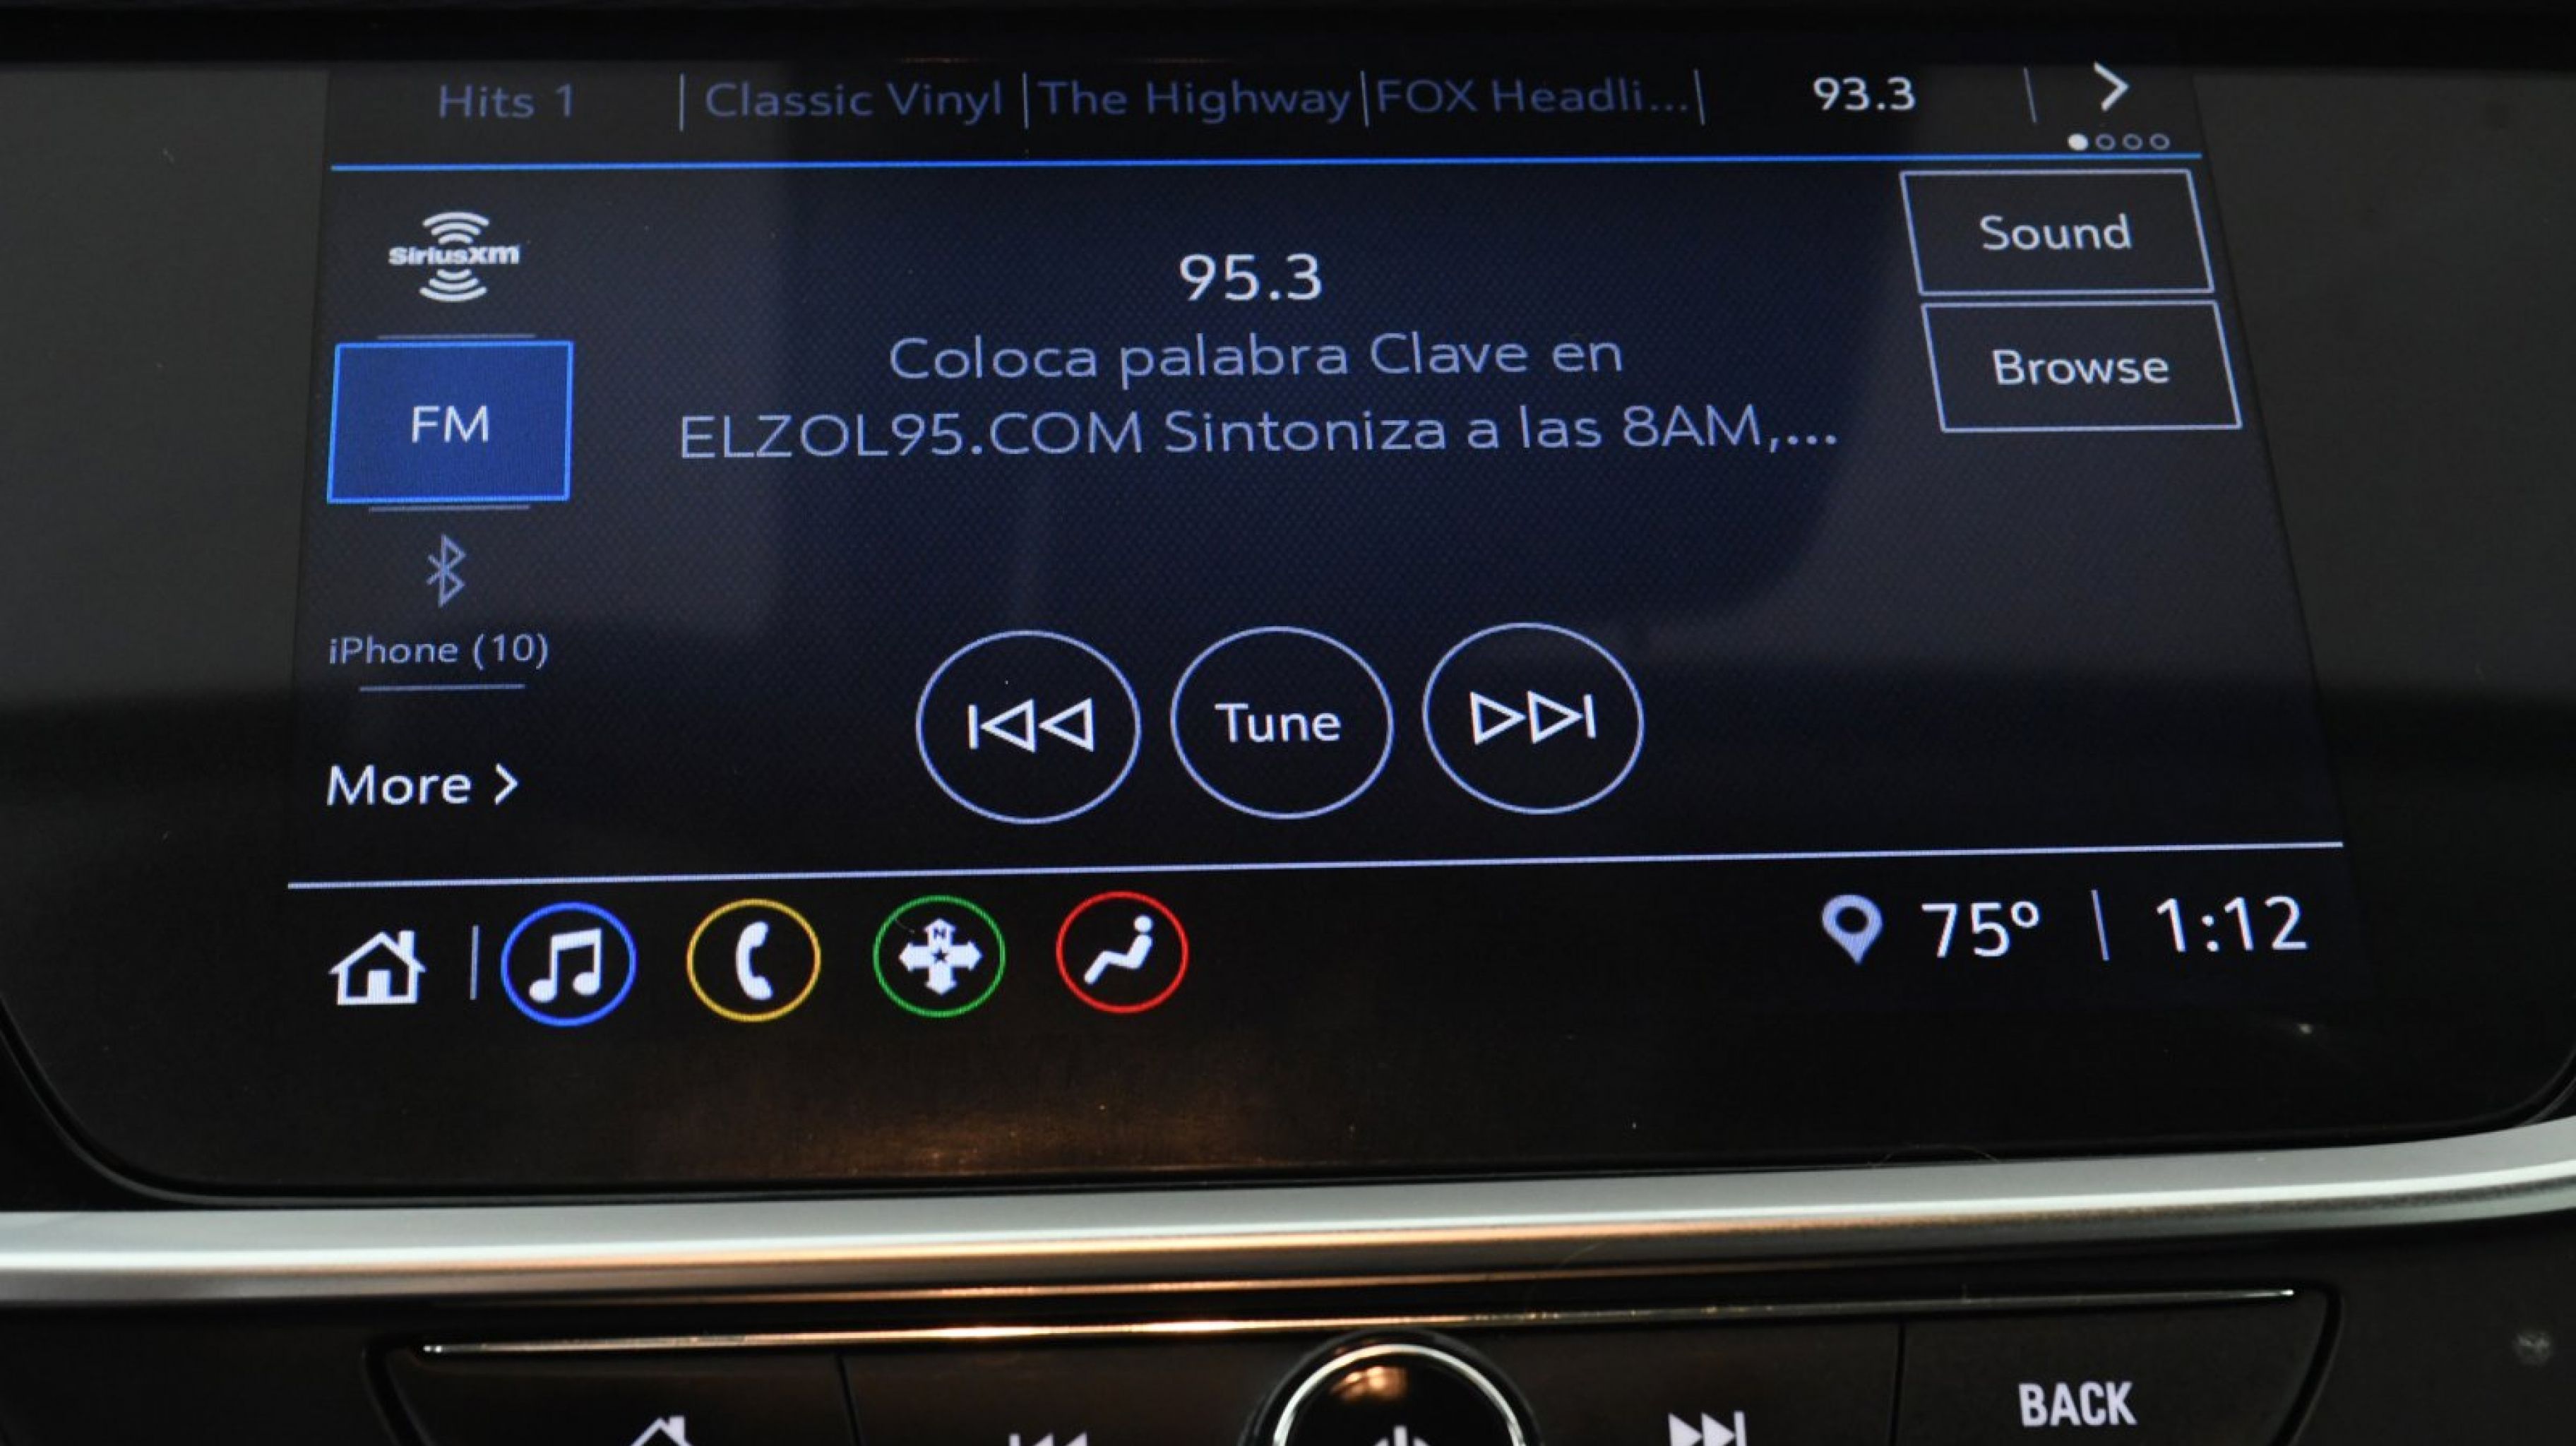 Hits 1 | Classic Vinyl | The Highway | FOX Headli... | 93.3
SiriusXM
Sound
95.3
Coloca palabra Clave en
Browse
FM
ELZOL95.COM Sintoniza a las 8AM,...
iPhone (10)
Tune
More >
N
75° | 1:12
BACK